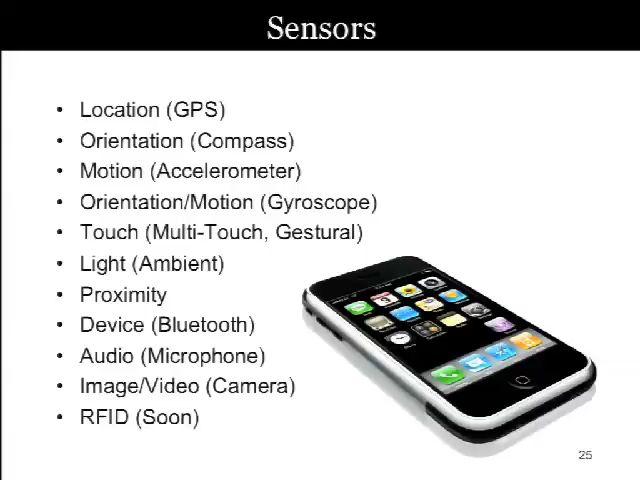 Sensors
• Location (GPS)
• Orientation (Compass)
• Motion (Accelerometer)
• Orientation/Motion (Gyroscope)
• Touch (Multi-Touch, Gestural)
• Light (Ambient)
• Proximity
• Device (Bluetooth)
• Audio (Microphone)
• Image/Video (Camera)
• RFID (Soon)
25